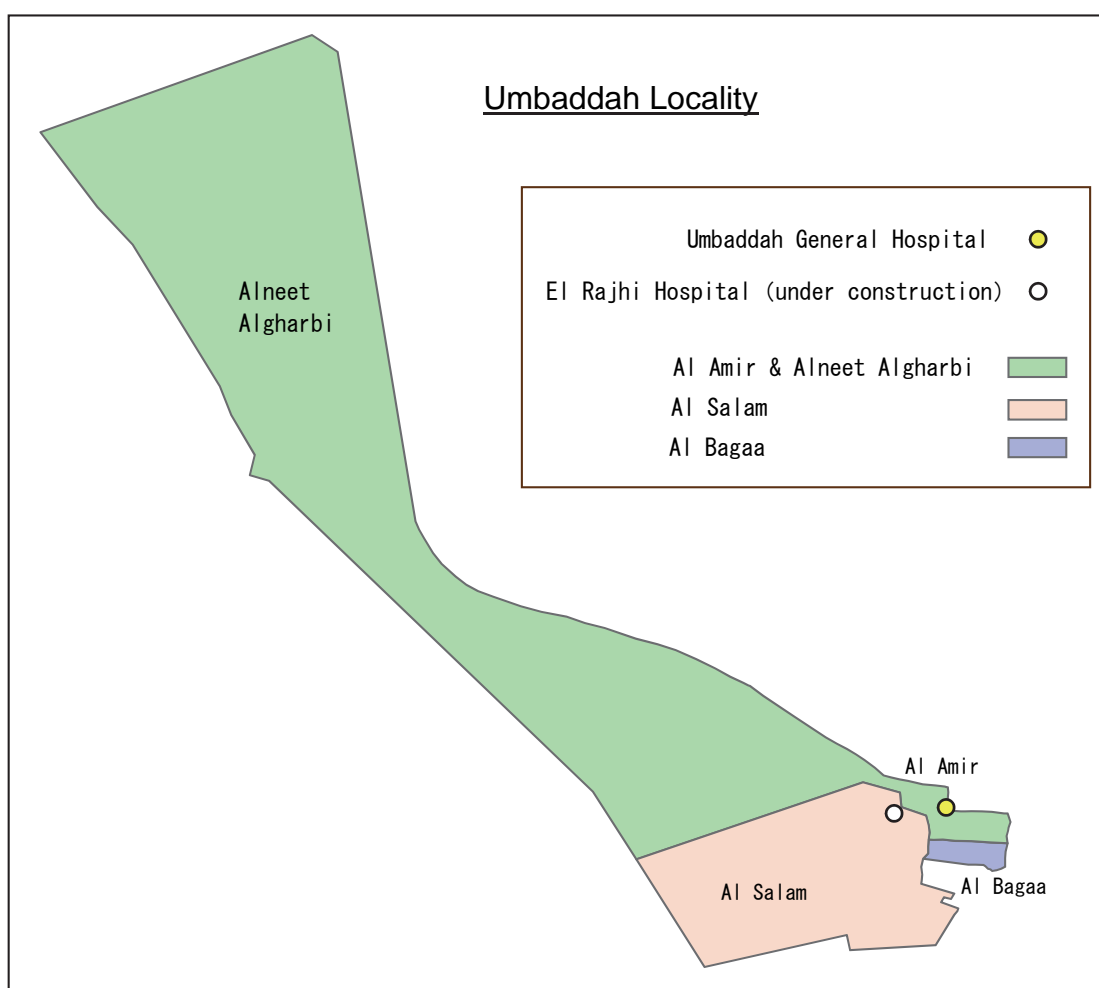 Umbaddah Locality
Umbaddah General Hospital
El Rajhi Hospital (under construction)
Al Amir & Alneet Algharbi
Al Salam
Al Bagaa
Alneet
Algharbi
Al Amir
Al Salam
Al Bagaa